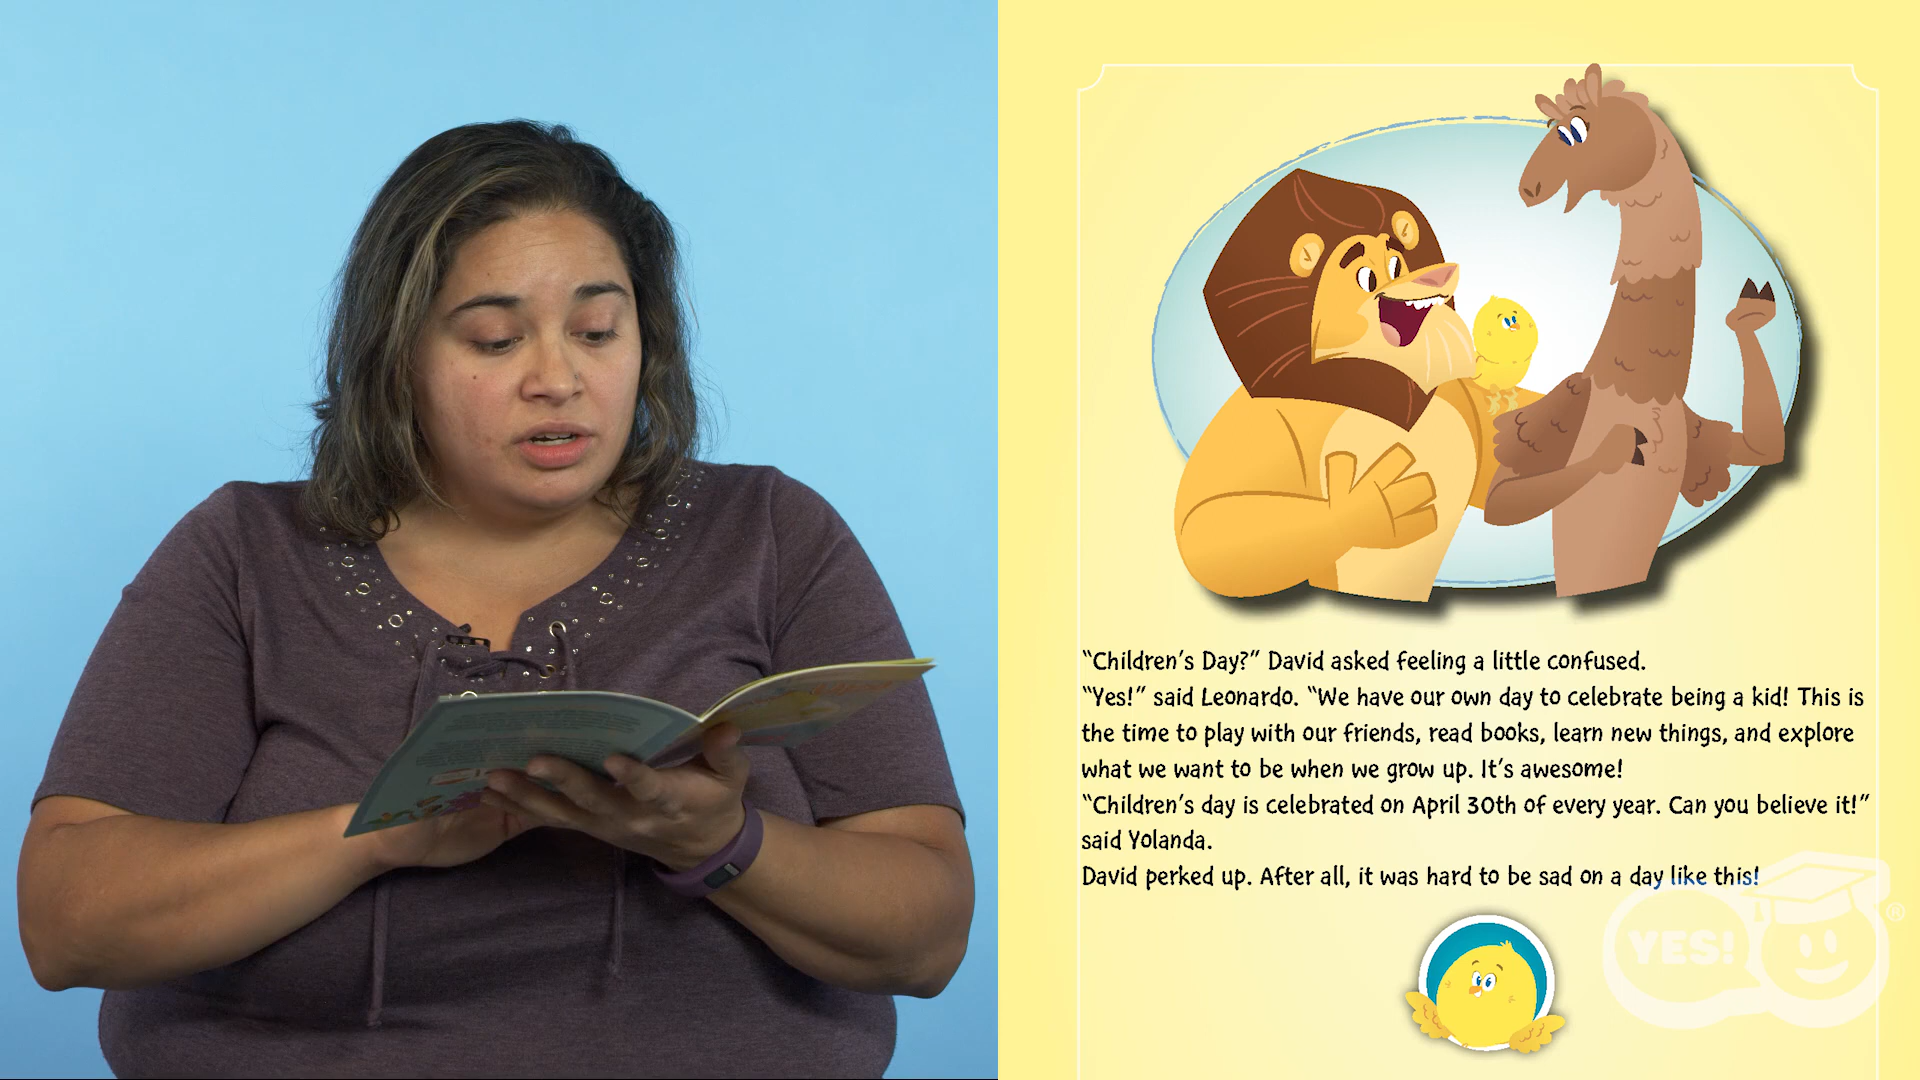 “Children’s Day?” David asked feeling a little confused.
“Yes!” said Leonardo. “We have our own day to celebrate being a kid! This is
the time to play with our friends, read books, learn new things, and explore
what we want to be when we grow up. It’s awesome!
“Children’s day is celebrated on April 30th of every year. Can you believe it!”
said Yolanda.
David perked up. After all, it was hard to be sad on a day like this!
YES!
®